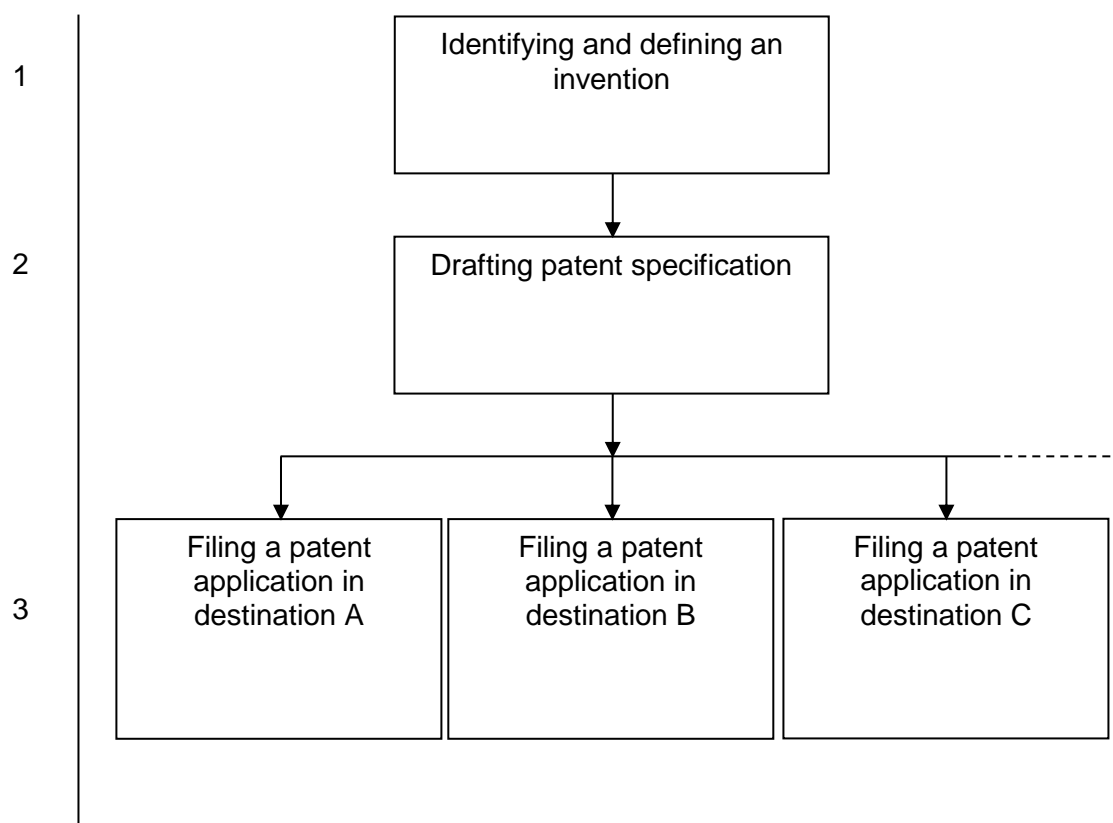 1
Identifying and defining an
invention
2
Drafting patent specification
3
Filing a patent
application in
destination A
Filing a patent
application in
destination B
Filing a patent
application in
destination C